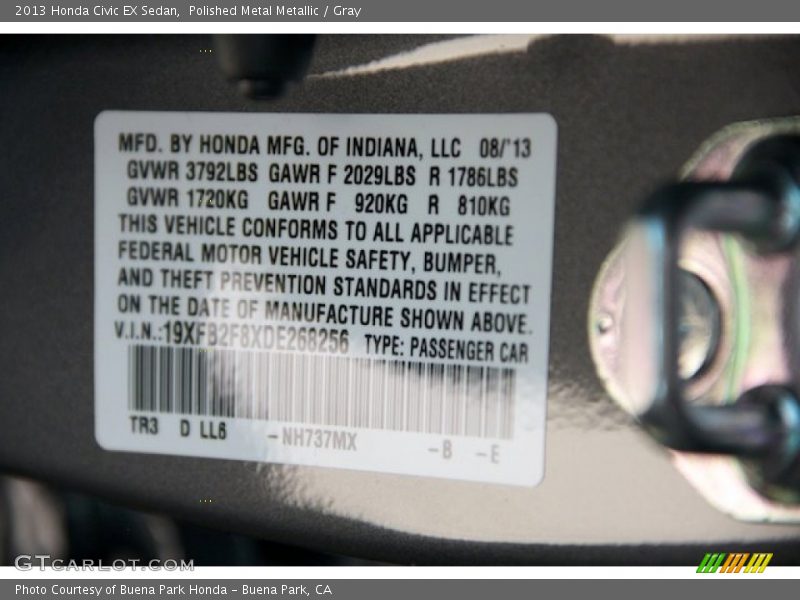 2013 Honda Civic EX Sedan,  Polished Metal Metallic / Gray
MFD. BY HONDA MFG. OF INDIANA, LLC 08/'13
GVWR 3792LBS GAWR F 2029LBS R 1786LBS
GVWR 1720KG GAWR F 920KG R 810KG
THIS VEHICLE CONFORMS TO ALL APPLICABLE
FEDERAL MOTOR VEHICLE SAFETY, BUMPER,
AND THEFT PREVENTION STANDARDS IN EFFECT
ON THE DATE OF MANUFACTURE SHOWN ABOVE.
V.I.N.:19XFB2F8XDE268256 TYPE: PASSENGER CAR
TR3 D LL6 -NH737MX -B -E
GTcarlot.com
Photo Courtesy of Buena Park Honda - Buena Park, CA